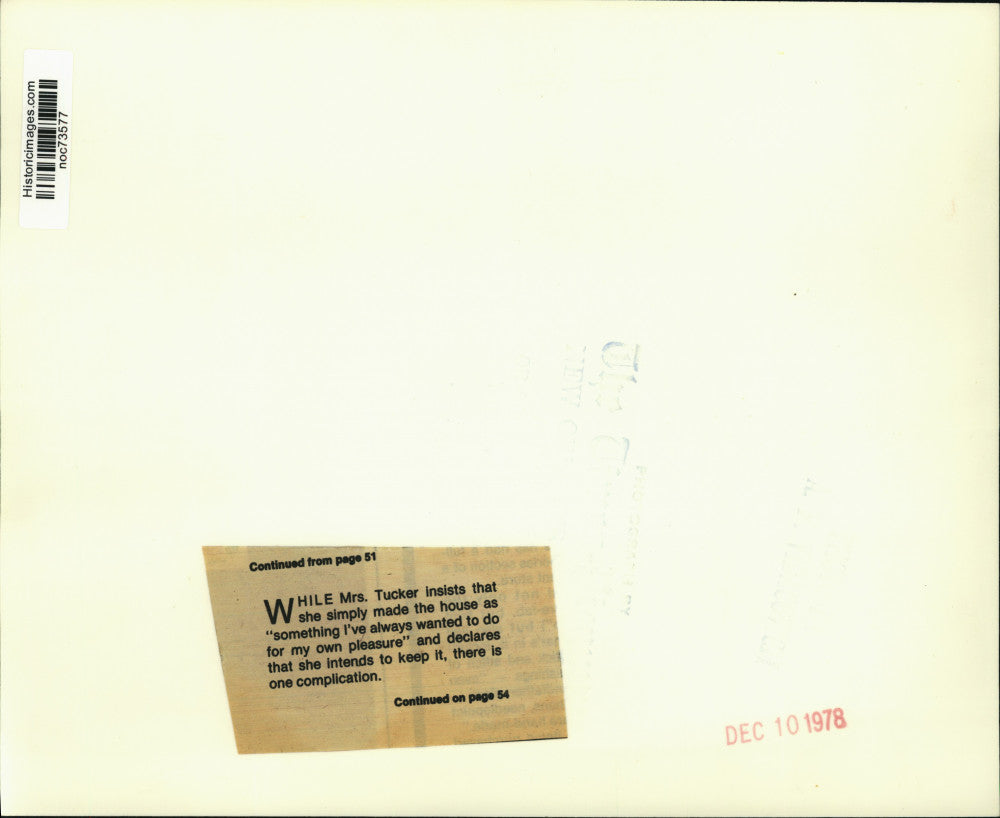 Historicimages.com
noc73577
Continued from page 51
WHILE Mrs. Tucker insists that
she simply made the house as
"something I've always wanted to do
for my own pleasure" and declares
that she intends to keep it, there is
one complication.
Continued on page 54
DEC 10 1978